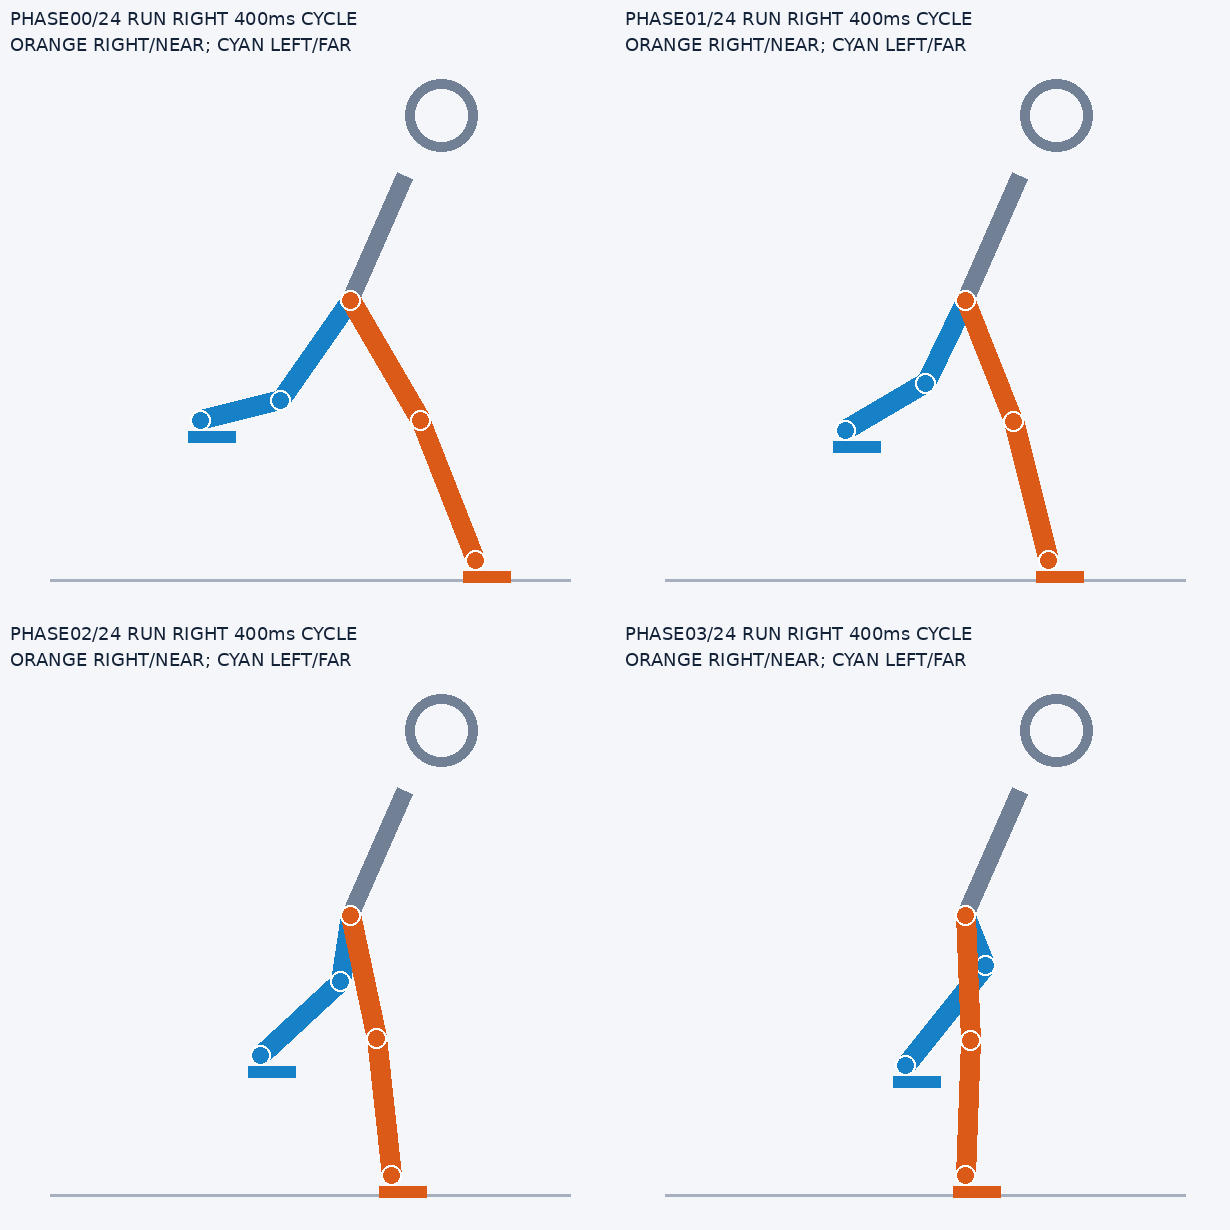 PHASE00/24 RUN RIGHT 400ms CYCLE
ORANGE RIGHT/NEAR; CYAN LEFT/FAR
PHASE01/24 RUN RIGHT 400ms CYCLE
ORANGE RIGHT/NEAR; CYAN LEFT/FAR
PHASE02/24 RUN RIGHT 400ms CYCLE
ORANGE RIGHT/NEAR; CYAN LEFT/FAR
PHASE03/24 RUN RIGHT 400ms CYCLE
ORANGE RIGHT/NEAR; CYAN LEFT/FAR